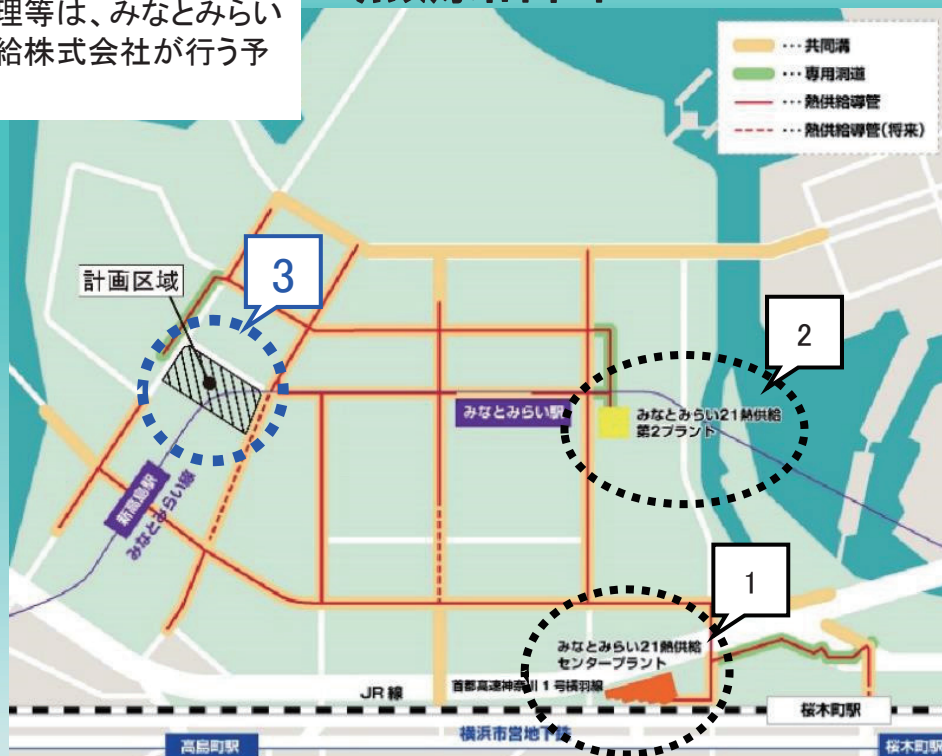 理等は、みなとみらい
給株式会社が行う予
…共同溝
…専用洞道
…熱供給導管
…熱供給導管(将来)
計画区域
3
2
みなとみらい駅
みなとみらい21熱供給
第2プラント
新高島駅
みなとみらい線
1
みなとみらい21熱供給
センタープラント
JR線
首都高速神奈川1号横羽線
桜木町駅
横浜市営地下鉄
高島町駅
桜木町駅